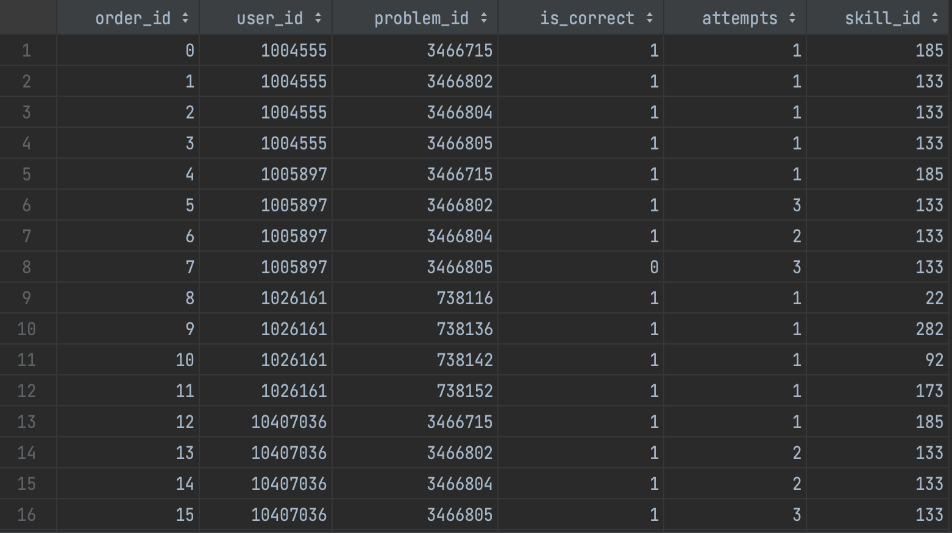 order_id user_id problem_id is_correct attempts skill_id
1 0 1004555 3466715 1 1 185
2 1 1004555 3466802 1 1 133
3 2 1004555 3466804 1 1 133
4 3 1004555 3466805 1 1 133
5 4 1005897 3466715 1 1 185
6 5 1005897 3466802 1 3 133
7 6 1005897 3466804 1 2 133
8 7 1005897 3466805 0 3 133
9 8 1026161 738116 1 1 22
10 9 1026161 738136 1 1 282
11 10 1026161 738142 1 1 92
12 11 1026161 738152 1 1 173
13 12 10407036 3466715 1 1 185
14 13 10407036 3466802 1 2 133
15 14 10407036 3466804 1 2 133
16 15 10407036 3466805 1 3 133